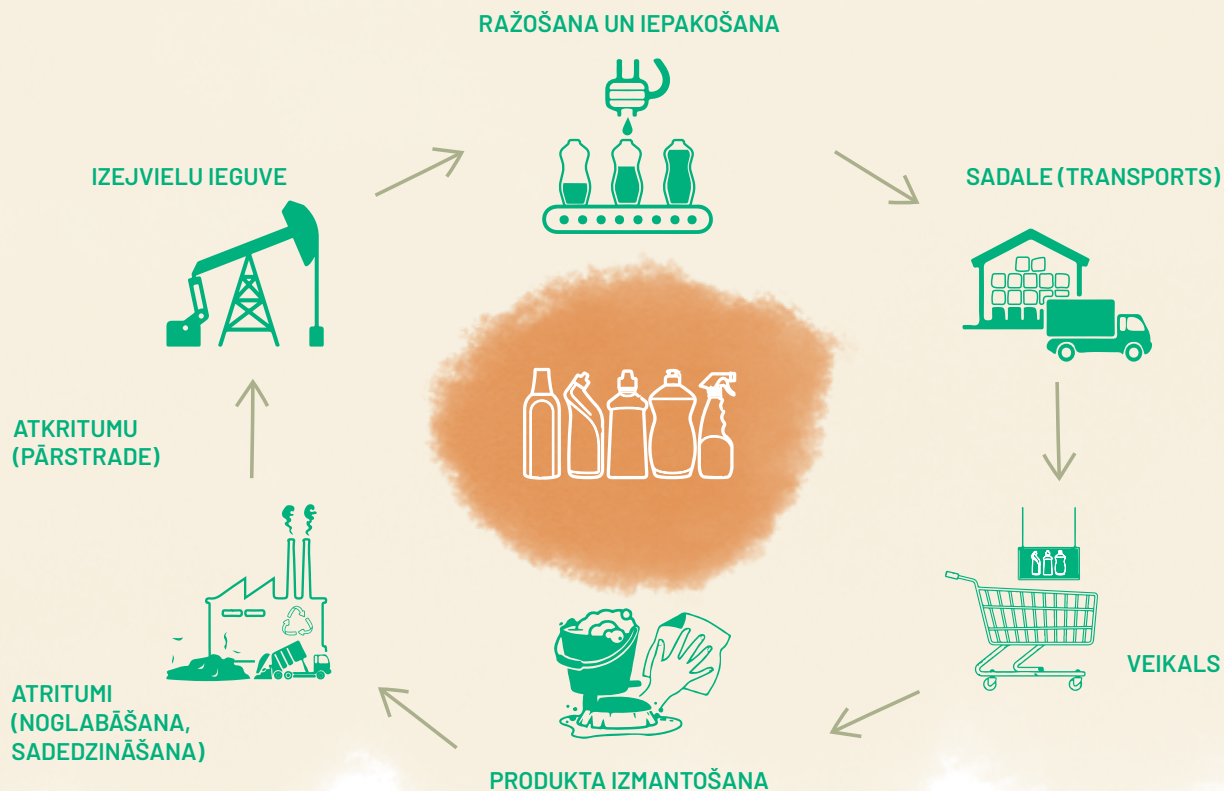 RAŽOŠANA UN IEPAKOŠANA
IZEJVIELU IEGUVE
SADALE (TRANSPORTS)
ATKRITUMU
(PĀRSTRADE)
VEIKALS
ATRITUMI
(NOGLABĀŠANA,
SADEDZINĀŠANA)
PRODUKTA IZMANTOŠANA